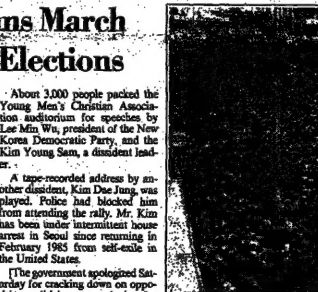 ns March
Elections
About 3,000 people packed the
Young Men's Christian Associa-
tion auditorium for speeches by
Lee Min Wu, president of the New
Korea Democratic Party, and the
Kim Young Sam, a dissident lead-
er.
A tape-recorded address by an-
other dissident, Kim Dae Jung, was
played. Police had blocked him
from attending the rally. Mr. Kim
has been under intermittent house
arrest in Seoul since returning in
February 1985 from self-exile in
the United States.
[The government apologized Sat-
urday for cracking down on oppo-